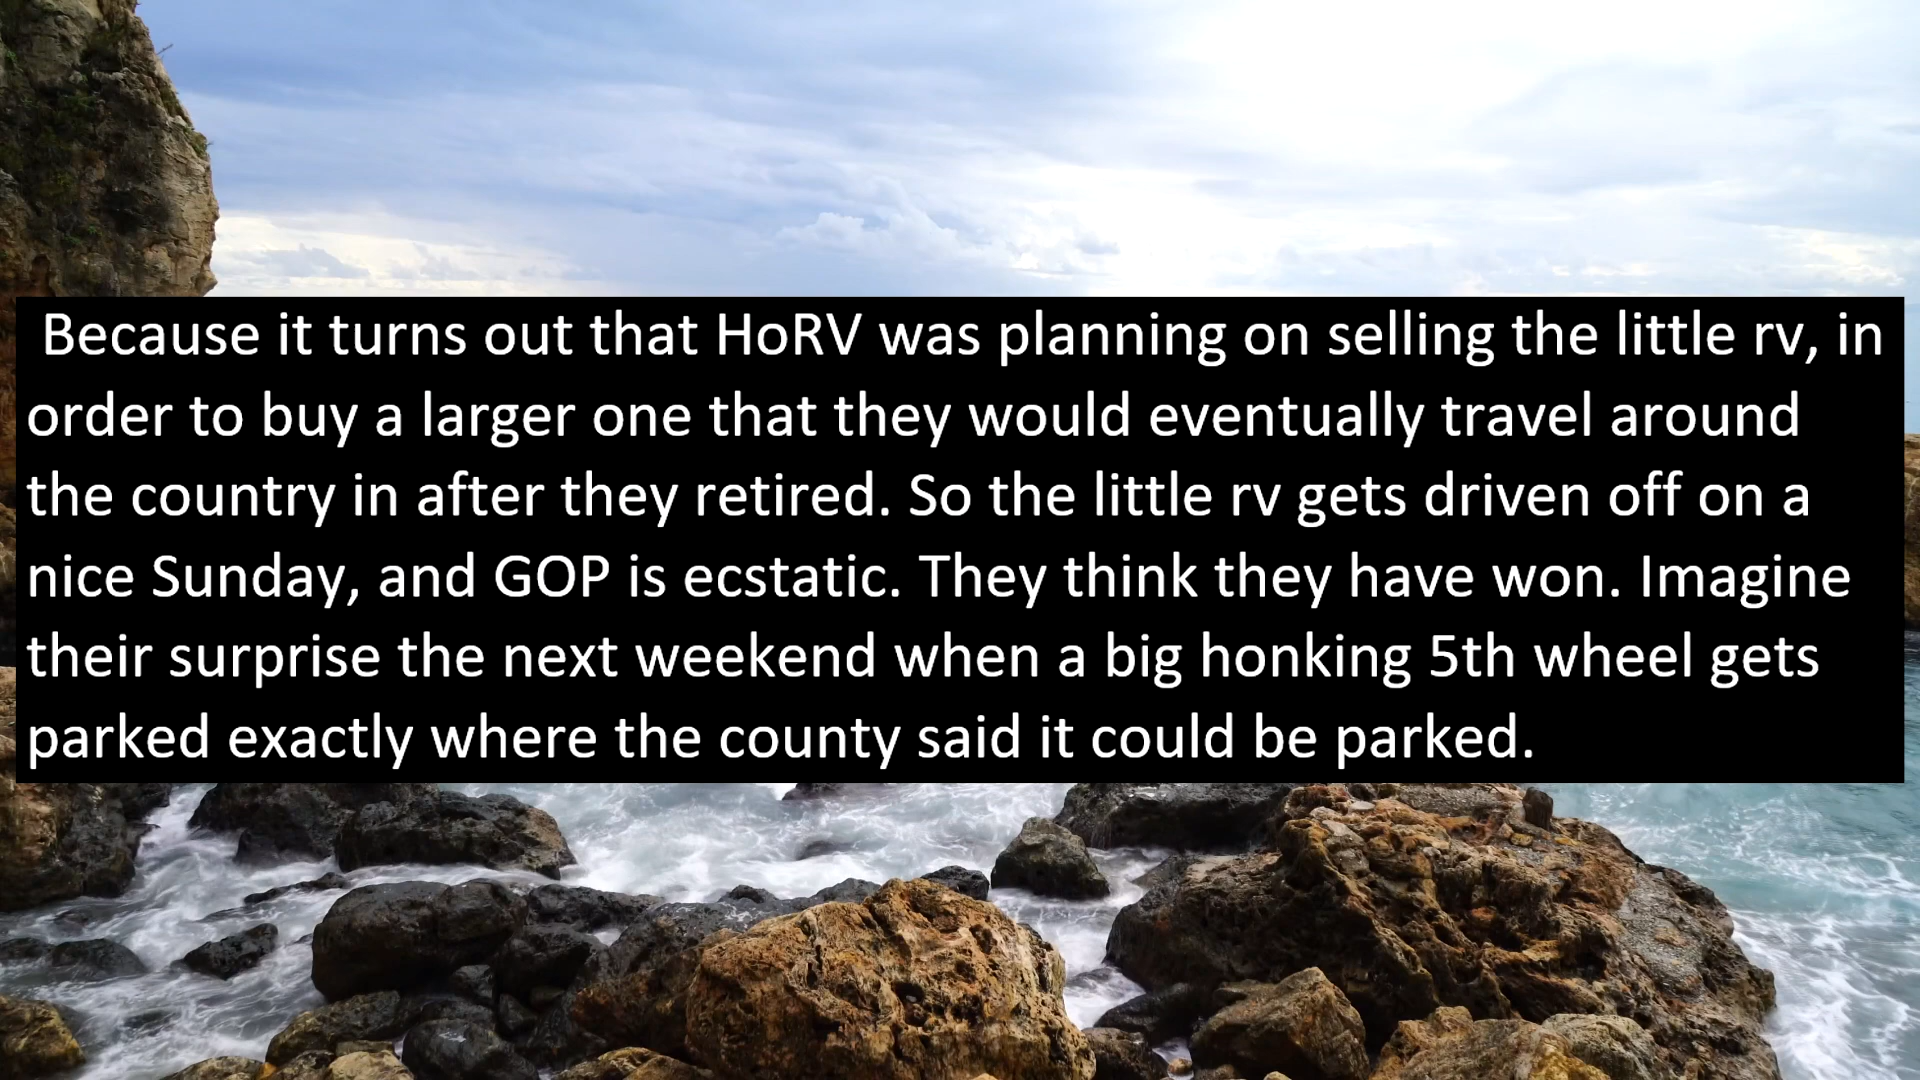 Because it turns out that HoRV was planning on selling the little rv, in
order to buy a larger one that they would eventually travel around
the country in after they retired. So the little rv gets driven off on a
nice Sunday, and GOP is ecstatic. They think they have won. Imagine
their surprise the next weekend when a big honking 5th wheel gets
parked exactly where the county said it could be parked.